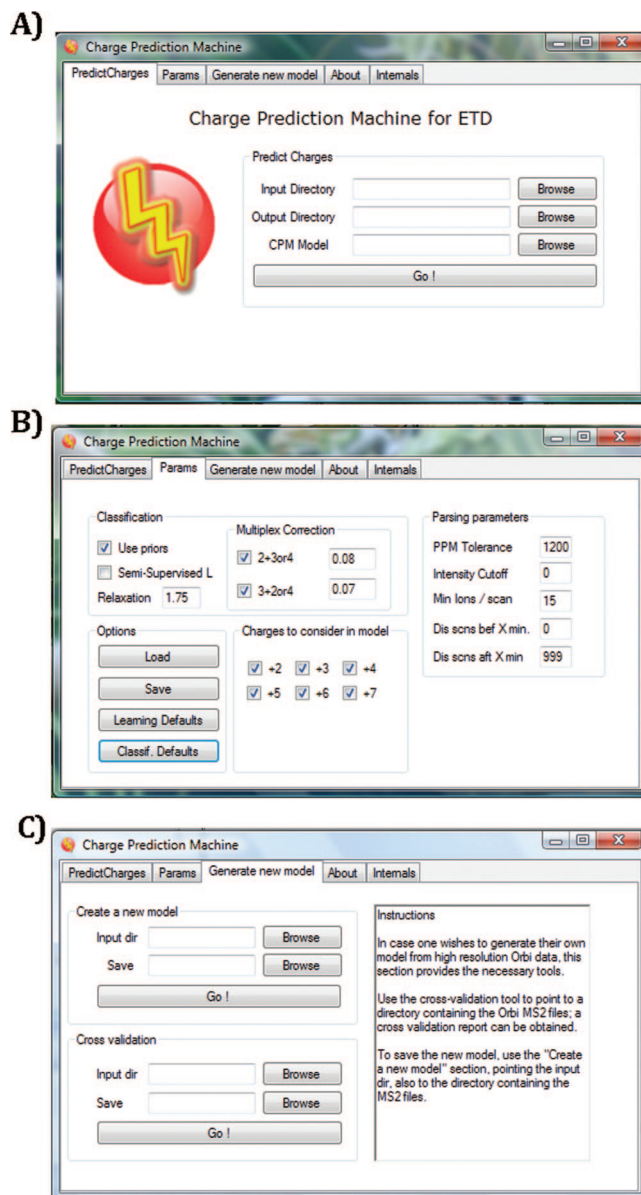 A)
Charge Prediction Machine
PredictCharges Params Generate new model About Internals
Charge Prediction Machine for ETD
Predict Charges
Input Directory Browse
Output Directory Browse
CPM Model Browse
Go !
B)
Charge Prediction Machine
PredictCharges Params Generate new model About Internals
Classification
Use priors
Semi-Supervised L
Relaxation 1.75
Multiplex Correction
2+3or4 0.08
3+2or4 0.07
Parsing parameters
PPM Tolerance 1200
Intensity Cutoff 0
Min Ions / scan 15
Dis scns bef X min. 0
Dis scns aft X min 999
Options
Load
Save
Learning Defaults
Classif. Defaults
Charges to consider in model
+2 +3 +4
+5 +6 +7
C)
Charge Prediction Machine
PredictCharges Params Generate new model About Internals
Create a new model
Input dir Browse
Save Browse
Go !
Cross validation
Input dir Browse
Save Browse
Go !
Instructions
In case one wishes to generate their own
model from high resolution Orbi data, this
section provides the necessary tools.
Use the cross-validation tool to point to a
directory containing the Orbi MS2 files; a
cross validation report can be obtained.
To save the new model, use the "Create
a new model" section, pointing the input
dir, also to the directory containing the
MS2 files.